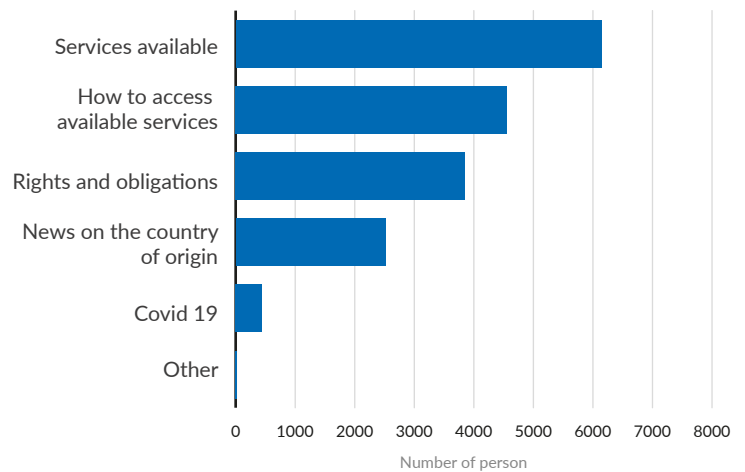 Services available
How to access
available services
Rights and obligations
News on the country
of origin
Covid 19
Other
0 1000 2000 3000 4000 5000 6000 7000 8000
Number of person